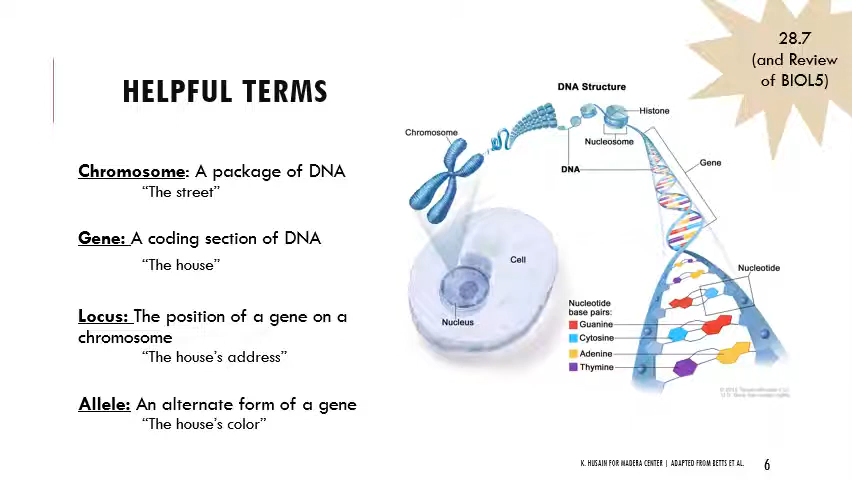 28.7
(and Review
of BIOL5)
HELPFUL TERMS
Chromosome: A package of DNA
“The street”
Gene: A coding section of DNA
“The house”
Locus: The position of a gene on a
chromosome
“The house’s address”
Allele: An alternate form of a gene
“The house’s color”
DNA Structure
Histone
Chromosome
Nucleosome
DNA
Gene
Cell
Nucleus
Nucleotide
Nucleotide
base pairs:
Guanine
Cytosine
Adenine
Thymine
K. HUSAIN FOR MADERA CENTER | ADAPTED FROM BETTS ET AL.
6